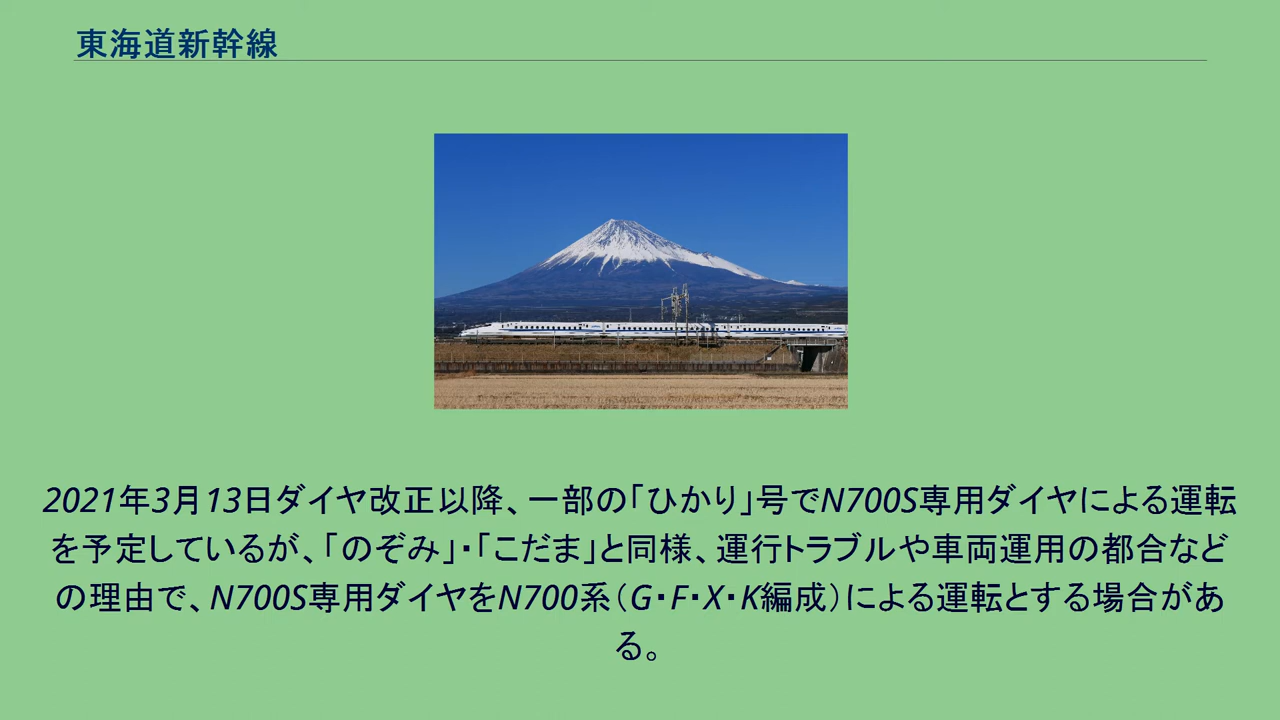 東海道新幹線
2021年3月13日ダイヤ改正以降、一部の｢ひかり｣号でN700S専用ダイヤによる運転
を予定しているが、｢のぞみ｣･｢こだま｣と同様、運行トラブルや車両運用の都合など
の理由で、N700S専用ダイヤをN700系（G･F･X･K編成）による運転とする場合があ
る。